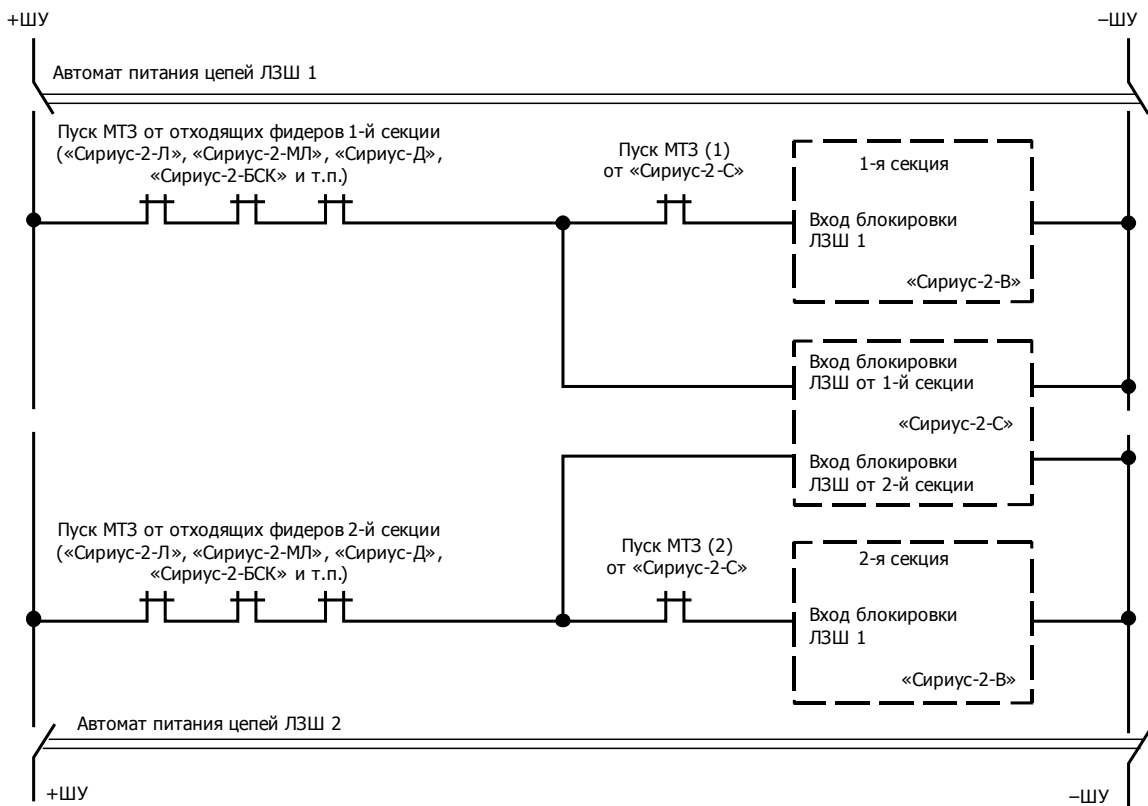 +ШУ
–ШУ
Автомат питания цепей ЛЗШ 1
Пуск МТЗ от отходящих фидеров 1-й секции
(«Сириус-2-Л», «Сириус-2-МЛ», «Сириус-Д»,
«Сириус-2-БСК» и т.п.)
Пуск МТЗ (1)
от «Сириус-2-С»
1-я секция
Вход блокировки
ЛЗШ 1
«Сириус-2-В»
Вход блокировки
ЛЗШ от 1-й секции
«Сириус-2-С»
Вход блокировки
ЛЗШ от 2-й секции
Пуск МТЗ от отходящих фидеров 2-й секции
(«Сириус-2-Л», «Сириус-2-МЛ», «Сириус-Д»,
«Сириус-2-БСК» и т.п.)
Пуск МТЗ (2)
от «Сириус-2-С»
2-я секция
Вход блокировки
ЛЗШ 1
«Сириус-2-В»
Автомат питания цепей ЛЗШ 2
+ШУ
–ШУ